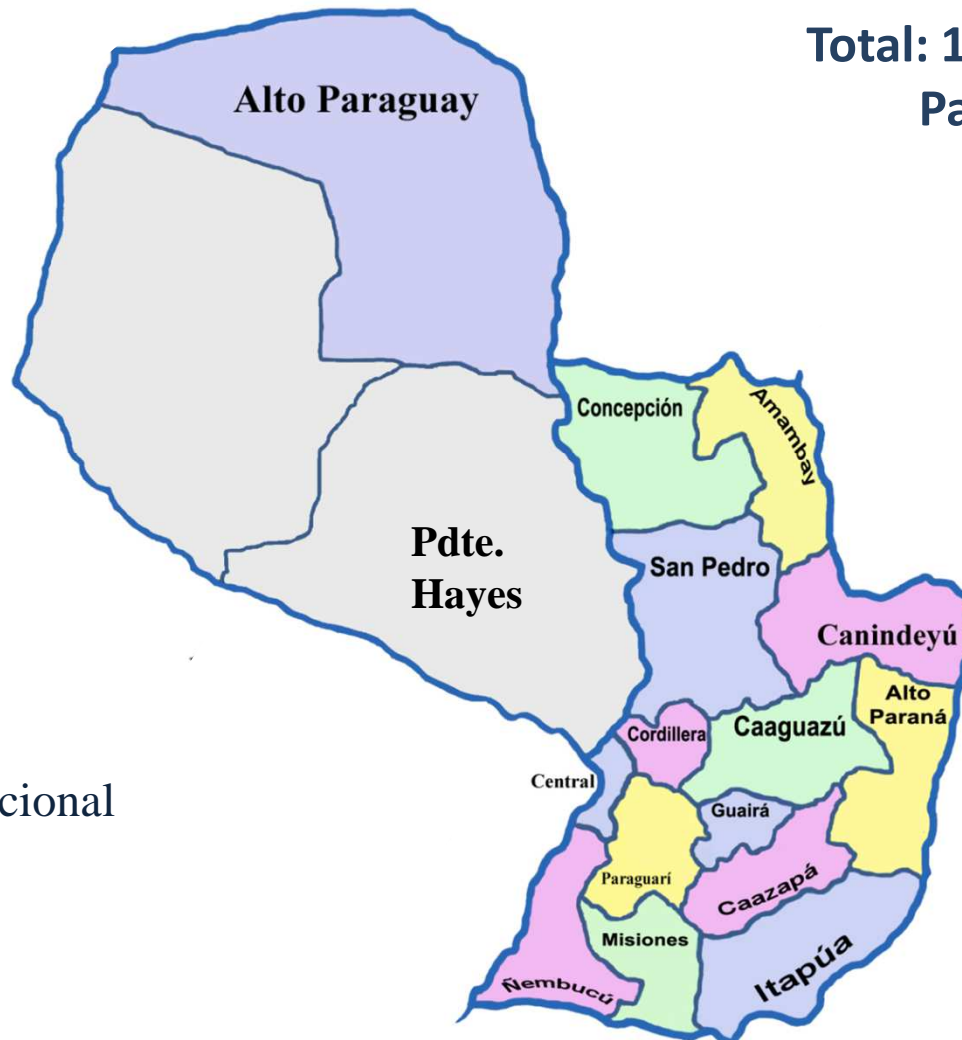 Total: 1
Pa
Alto Paraguay
Concepción
Amambay
Pdte.
Hayes
San Pedro
Canindeyú
Alto
Paraná
Cordillera
Caaguazú
Central
cional
Guairá
Paraguarí
Caazapá
Misiones
Itapúa
Ñembucú